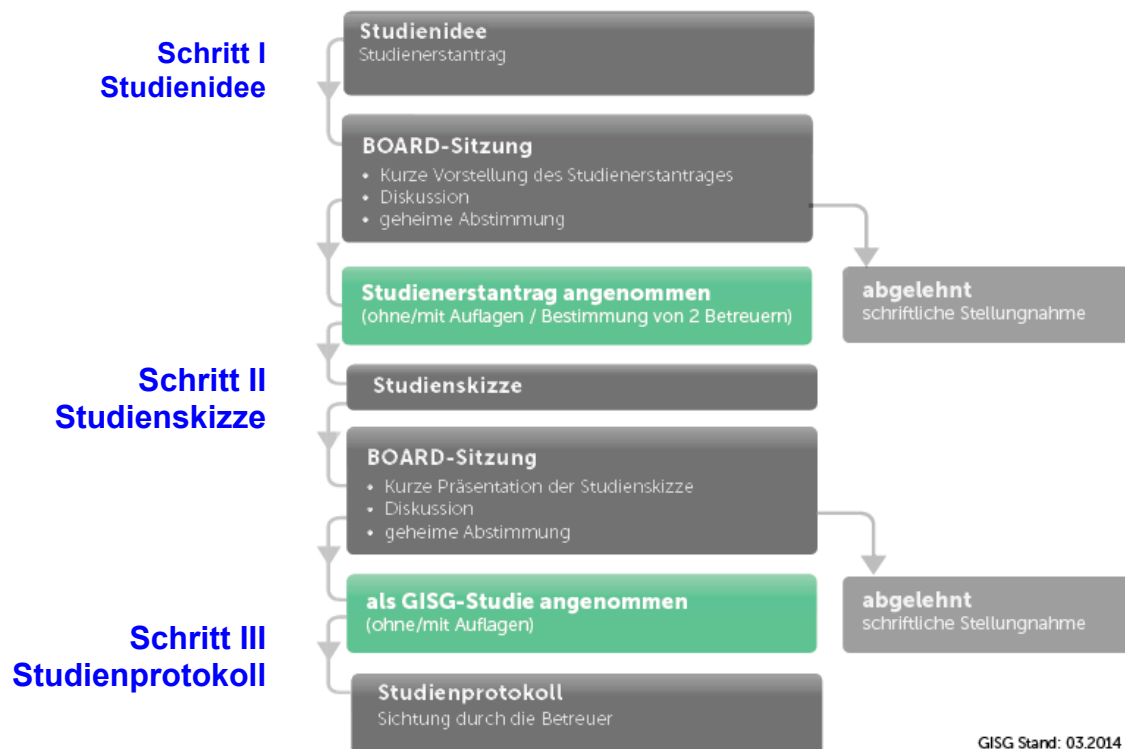 Schritt I
Studienidee
Studienidee
Studienerstantrag
BOARD-Sitzung
• Kurze Vorstellung des Studienerstantrages
• Diskussion
• geheime Abstimmung
Studienerstantrag angenommen
(ohne/mit Auflagen / Bestimmung von 2 Betreuern)
abgelehnt
schriftliche Stellungnahme
Schritt II
Studienskizze
Studienskizze
BOARD-Sitzung
• Kurze Präsentation der Studienskizze
• Diskussion
• geheime Abstimmung
als GISG-Studie angenommen
(ohne/mit Auflagen)
abgelehnt
schriftliche Stellungnahme
Schritt III
Studienprotokoll
Studienprotokoll
Sichtung durch die Betreuer
GISG Stand: 03.2014